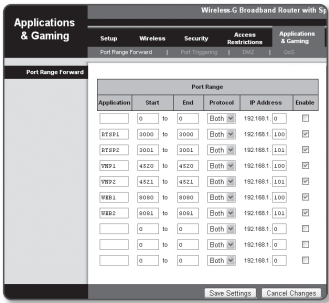 Wireless-G Broadband Router with Sp
Applications
& Gaming
Setup Wireless Security Access Restrictions Applications & Gaming
Port Range Forward | Port Triggering | DMZ | QoS
Port Range Forward
Port Range
Application Start End Protocol IP Address Enable
0 to 0 Both 192.168.1. 0
RTSP1 3000 to 3000 Both 192.168.1. 100
RTSP2 3001 to 3001 Both 192.168.1. 101
VNP1 4520 to 4520 Both 192.168.1. 100
VNP2 4521 to 4521 Both 192.168.1. 101
WEB1 8080 to 8080 Both 192.168.1. 100
WEB2 8081 to 8081 Both 192.168.1. 101
0 to 0 Both 192.168.1. 0
0 to 0 Both 192.168.1. 0
0 to 0 Both 192.168.1. 0
Save Settings Cancel Changes